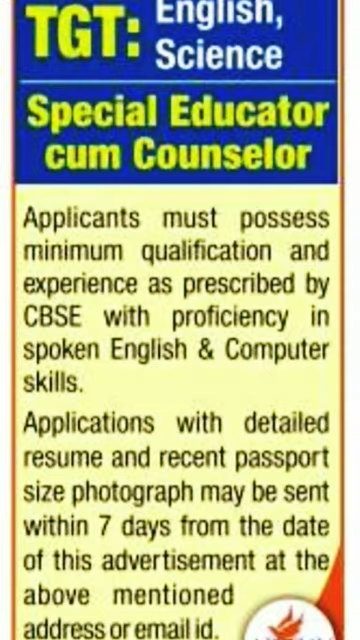 TGT: English,
Science
Special Educator
cum Counselor
Applicants must possess
minimum qualification and
experience as prescribed by
CBSE with proficiency in
spoken English & Computer
skills.
Applications with detailed
resume and recent passport
size photograph may be sent
within 7 days from the date
of this advertisement at the
above mentioned
address or email id.